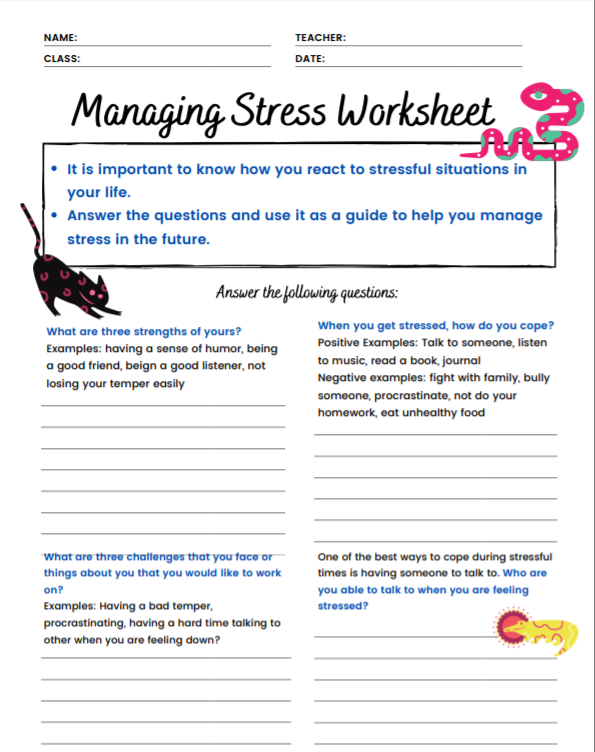 NAME:
TEACHER:
CLASS:
DATE:
Managing Stress Worksheet
• It is important to know how you react to stressful situations in
your life.
• Answer the questions and use it as a guide to help you manage
stress in the future.
Answer the following questions:
What are three strengths of yours?
Examples: having a sense of humor, being
a good friend, beign a good listener, not
losing your temper easily
When you get stressed, how do you cope?
Positive Examples: Talk to someone, listen
to music, read a book, journal
Negative examples: fight with family, bully
someone, procrastinate, not do your
homework, eat unhealthy food
What are three challenges that you face or
things about you that you would like to work
on?
Examples: Having a bad temper,
procrastinating, having a hard time talking to
other when you are feeling down?
One of the best ways to cope during stressful
times is having someone to talk to. Who are
you able to talk to when you are feeling
stressed?